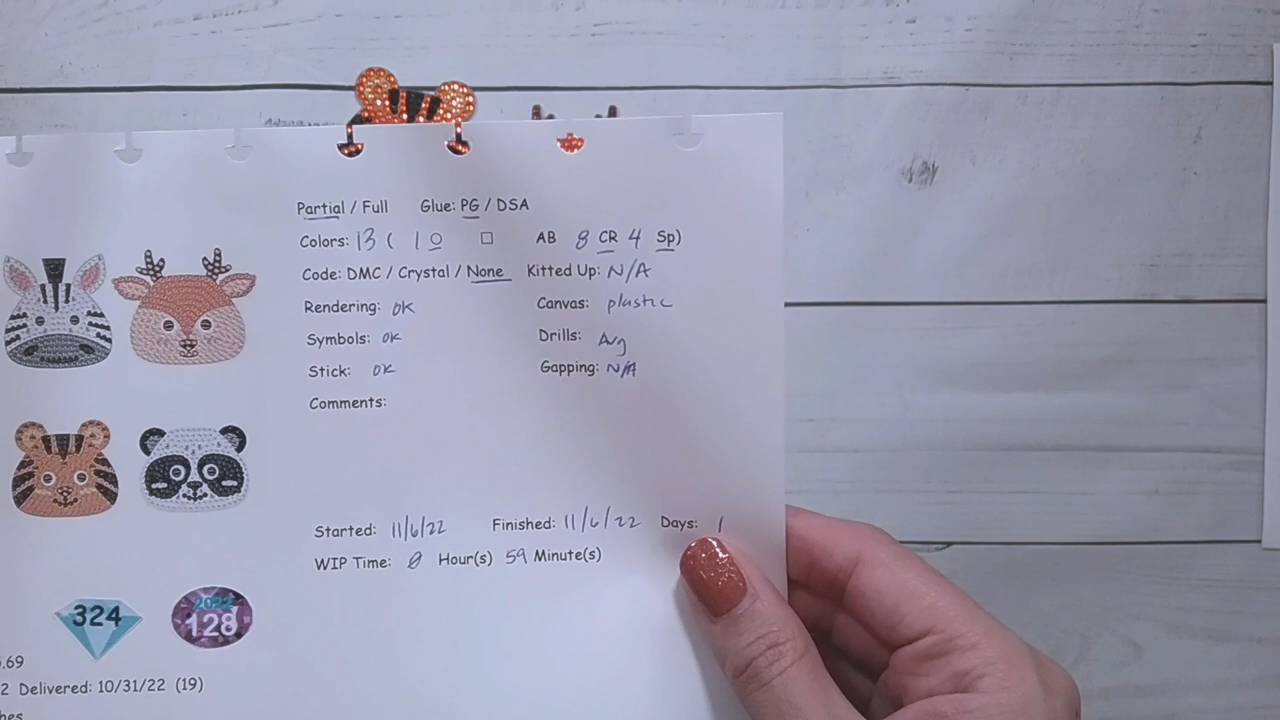 Partial / Full Glue: PG / DSA
Colors: 13 ( 1 O □ AB 8 CR 4 Sp)
Code: DMC / Crystal / None Kitted Up: N/A
Rendering: OK Canvas: plastic
Symbols: OK Drills: Avg
Stick: OK Gapping: N/A
Comments:
Started: 11/6/22 Finished: 11/6/22 Days: 1
WIP Time: 0 Hour(s) 59 Minute(s)
324
2022
128
.69
2 Delivered: 10/31/22 (19)
hes